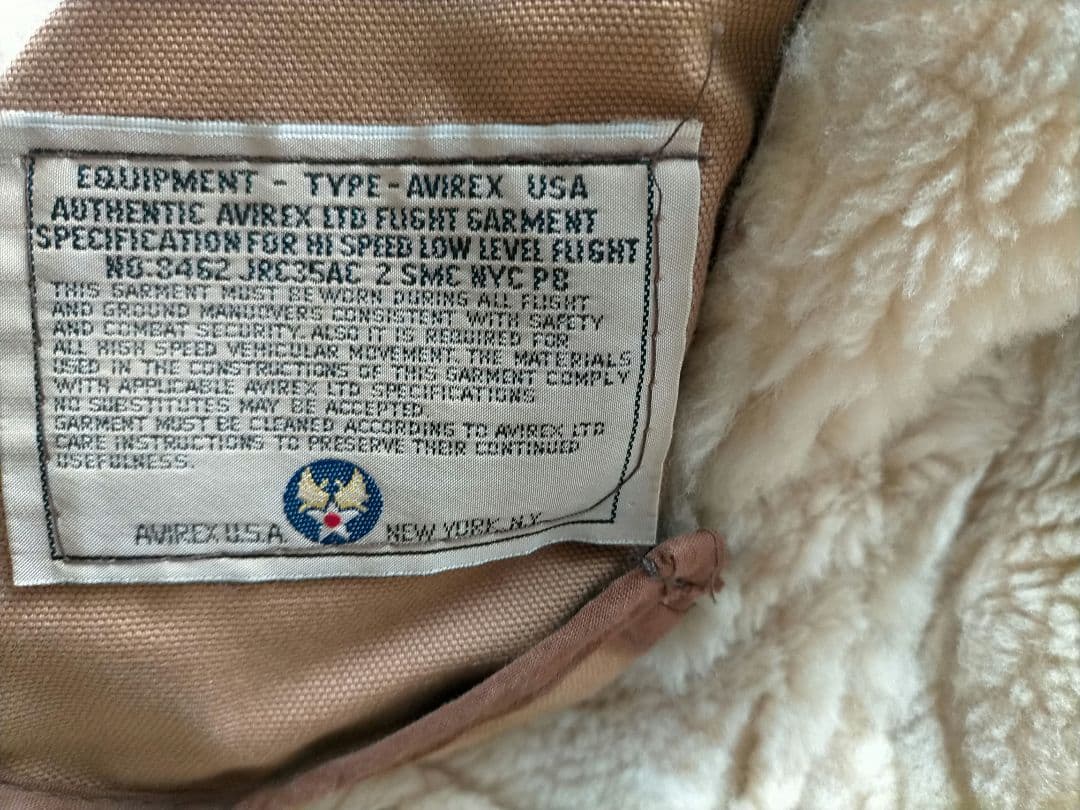 EQUIPMENT - TYPE - AVIREX USA
AUTHENTIC AVIREX LTD FLIGHT GARMENT
SPECIFICATION FOR HI SPEED LOW LEVEL FLIGHT
NO:8462 JRC35AC 2 SMC NYC P8
THIS GARMENT MUST BE WORN DURING ALL FLIGHT
AND GROUND MANUVERS CONSISTENT WITH SAFETY
AND COMBAT SECURITY. ALSO IT IS REQUIRED FOR
ALL HIGH SPEED VEHICULAR MOVEMENT. THE MATERIALS
USED IN THE CONSTRUCTIONS OF THIS GARMENT COMPLY
WITH APPLICABLE AVIREX LTD SPECIFICATIONS
NO SUBSTITUTES MAY BE ACCEPTED
GARMENT MUST BE CLEANED ACCORDING TO AVIREX LTD
CARE INSTRUCTIONS TO PRESERVE THEIR CONTINUED
USEFULNESS.
AVIREX U.S.A. NEW YORK, N.Y.